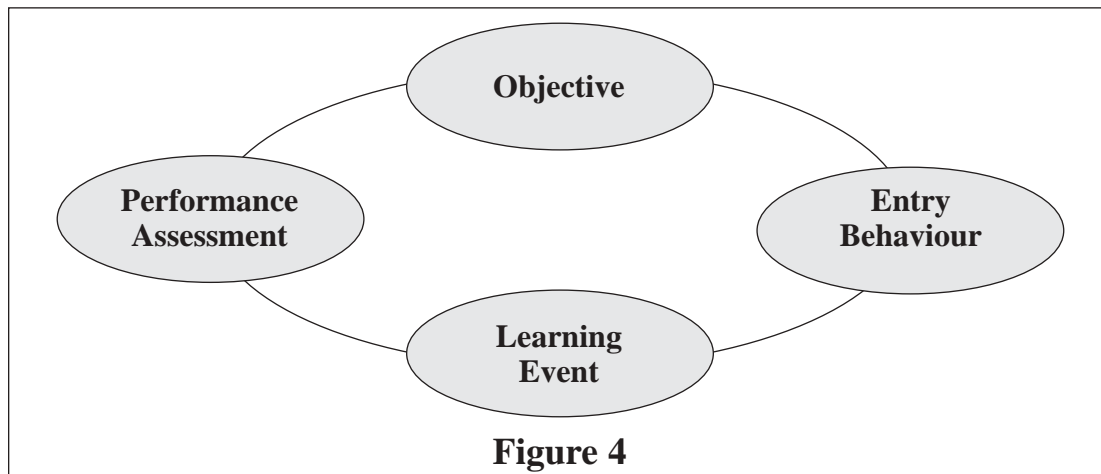 Objective
Performance
Assessment
Entry
Behaviour
Learning
Event
Figure 4